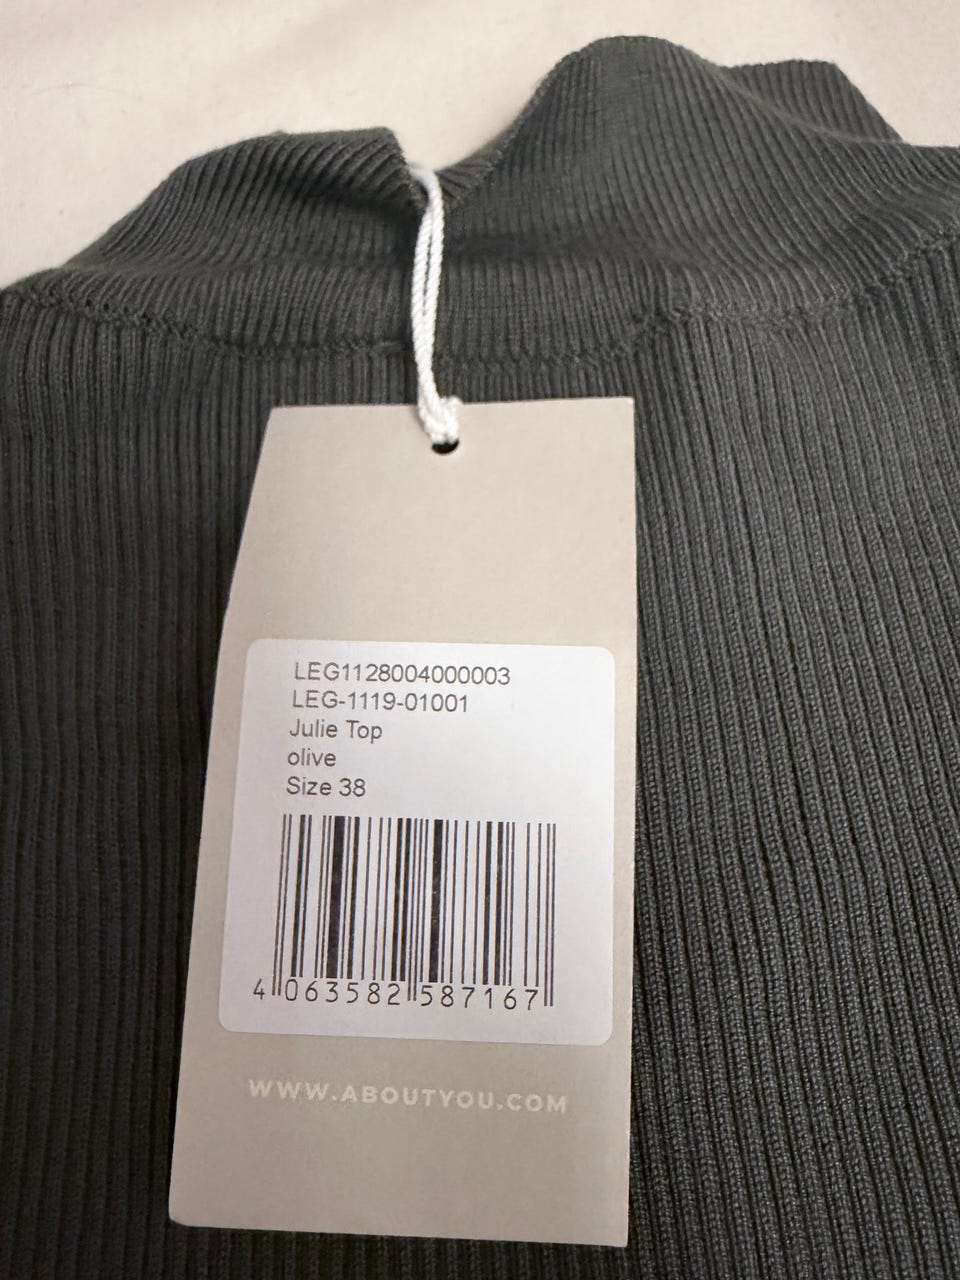 LEG1128004000003
LEG-1119-01001
Julie Top
olive
Size 38
4 063582 587167
WWW.ABOUTYOU.COM